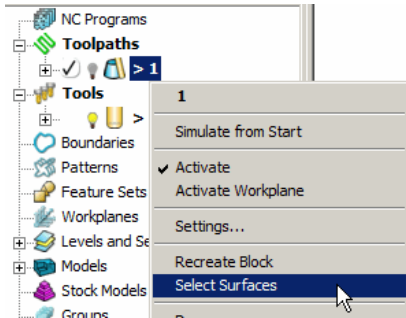 NC Programs
Toolpaths
> 1
Tools
>
1
Simulate from Start
Boundaries
Patterns
Activate
Activate Workplane
Feature Sets
Workplanes
Settings...
Levels and Se
Recreate Block
Models
Select Surfaces
Stock Models
Groups